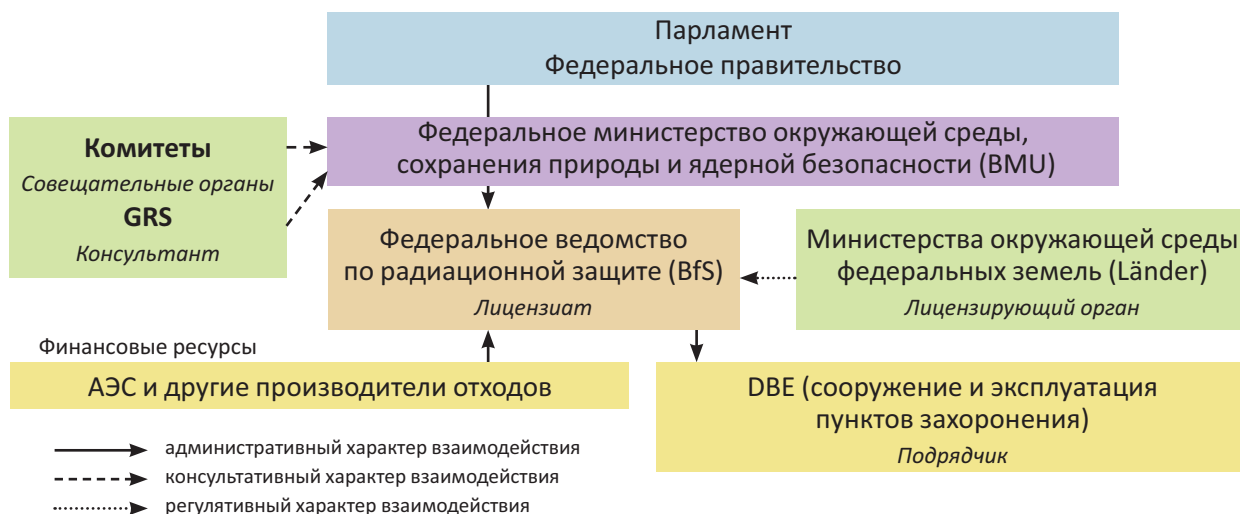 Парламент
Федеральное правительство
Комитеты
Совещательные органы
GRS
Консультант
Федеральное министерство окружающей среды,
сохранения природы и ядерной безопасности (BMU)
Федеральное ведомство
по радиационной защите (BfS)
Лицензиат
Министерства окружающей среды
федеральных земель (Länder)
Лицензирующий орган
Финансовые ресурсы
АЭС и другие производители отходов
DBE (сооружение и эксплуатация
пунктов захоронения)
Подрядчик
административный характер взаимодействия
консультативный характер взаимодействия
регулятивный характер взаимодействия